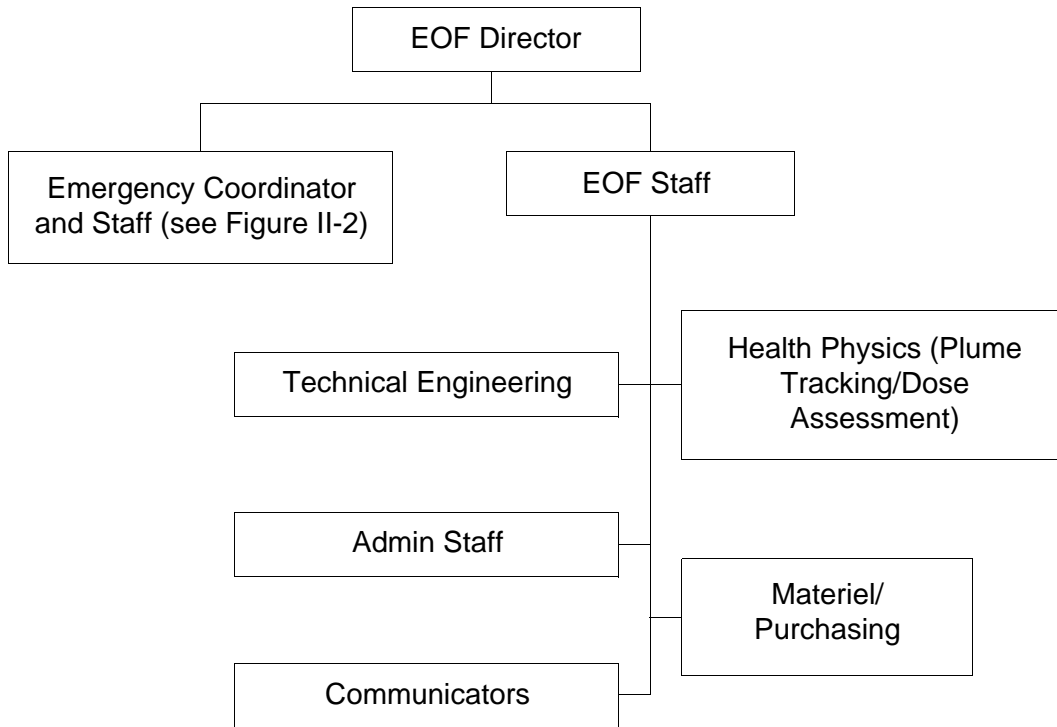 EOF Director
Emergency Coordinator
and Staff (see Figure II-2)
EOF Staff
Technical Engineering
Health Physics (Plume
Tracking/Dose
Assessment)
Admin Staff
Materiel/
Purchasing
Communicators